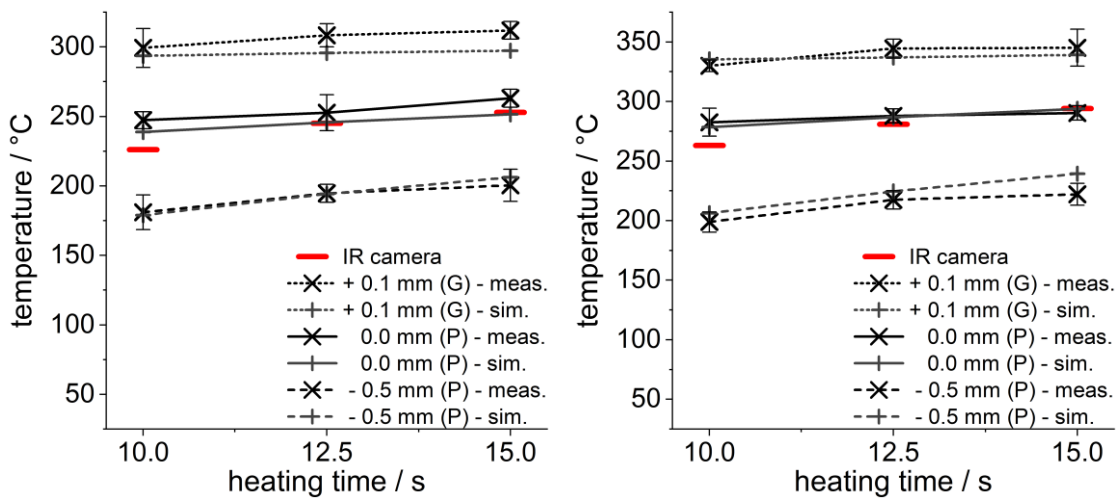 temperature / °C
300
250
200
150
100
50
IR camera
+ 0.1 mm (G) - meas.
+ 0.1 mm (G) - sim.
0.0 mm (P) - meas.
0.0 mm (P) - sim.
- 0.5 mm (P) - meas.
- 0.5 mm (P) - sim.
10.0 12.5 15.0
heating time / s
temperature / °C
350
300
250
200
150
100
50
IR camera
+ 0.1 mm (G) - meas.
+ 0.1 mm (G) - sim.
0.0 mm (P) - meas.
0.0 mm (P) - sim.
- 0.5 mm (P) - meas.
- 0.5 mm (P) - sim.
10.0 12.5 15.0
heating time / s